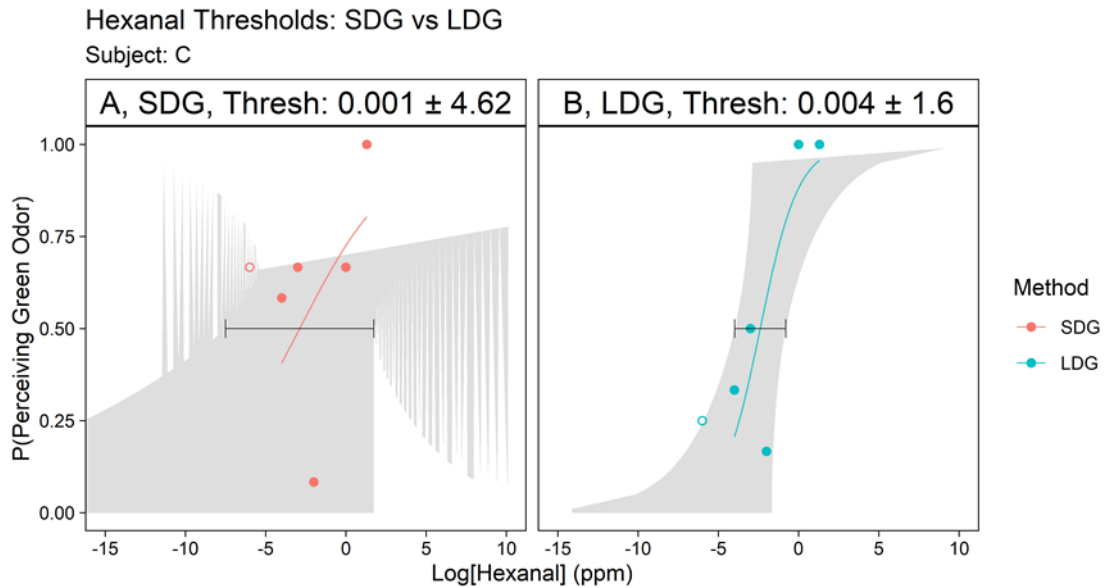 Hexanal Thresholds: SDG vs LDG
Subject: C
A, SDG, Thresh: 0.001 ± 4.62
B, LDG, Thresh: 0.004 ± 1.6
P(Perceiving Green Odor)
1.00
0.75
0.50
0.25
0.00
-15 -10 -5 0 5 10
-15 -10 -5 0 5 10
Log[Hexanal] (ppm)
Method
SDG
LDG